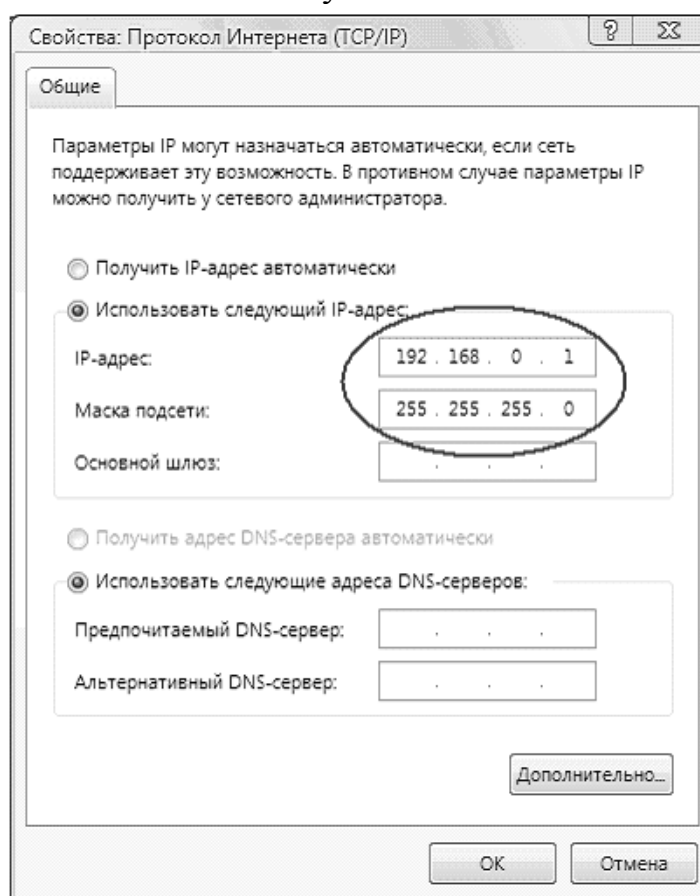 Свойства: Протокол Интернета (TCP/IP)
Общие
Параметры IP могут назначаться автоматически, если сеть
поддерживает эту возможность. В противном случае параметры IP
можно получить у сетевого администратора.
Получить IP-адрес автоматически
Использовать следующий IP-адрес:
IP-адрес: 192 . 168 . 0 . 1
Маска подсети: 255 . 255 . 255 . 0
Основной шлюз: . . .
Получить адрес DNS-сервера автоматически
Использовать следующие адреса DNS-серверов:
Предпочитаемый DNS-сервер: . . .
Альтернативный DNS-сервер: . . .
Дополнительно...
ОК Отмена